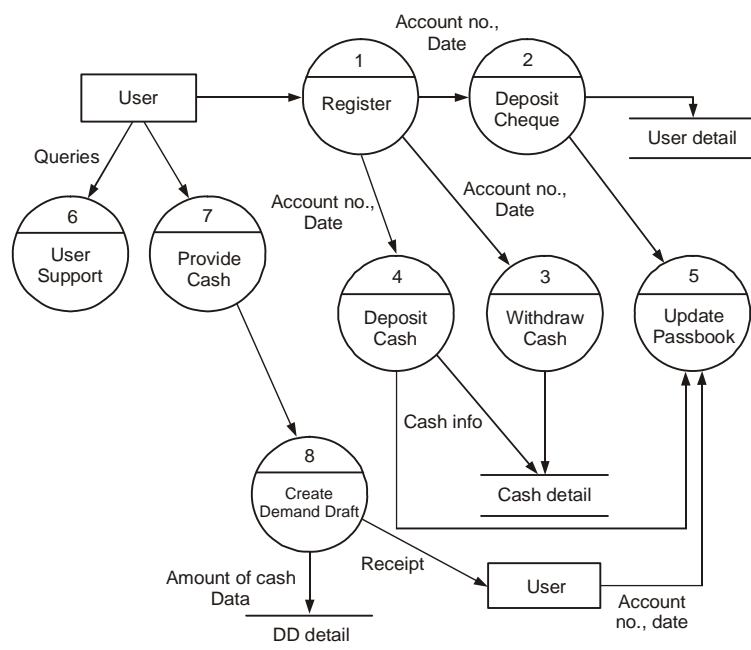 Account no.,
Date
1
2
User
Register
Deposit
Cheque
User detail
Queries
Account no.,
Date
Account no.,
Date
6
7
User
Support
Provide
Cash
4
3
5
Deposit
Cash
Withdraw
Cash
Update
Passbook
Cash info
8
Create
Demand Draft
Cash detail
Receipt
Amount of cash
Data
User
Account
no., date
DD detail